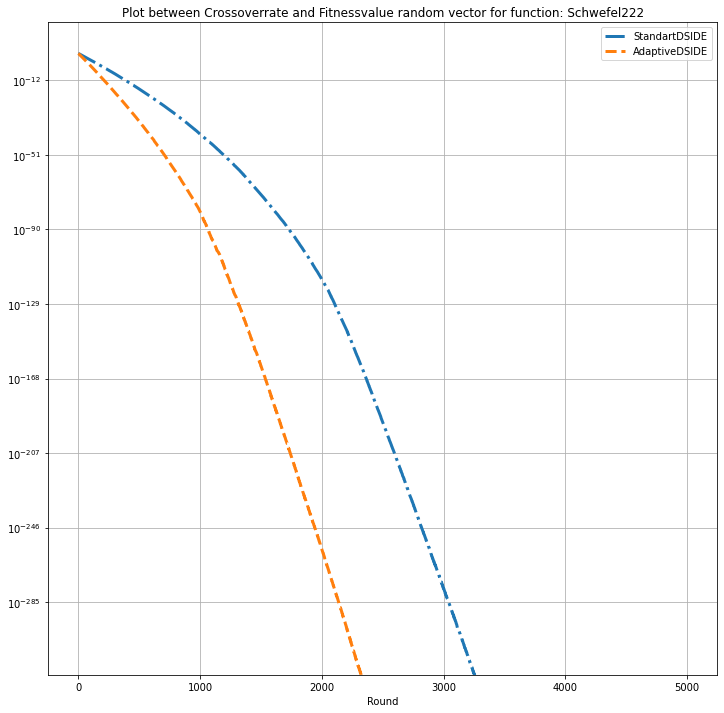 Plot between Crossoverrate and Fitnessvalue random vector for function: Schwefel222
StandartDSIDE
AdaptiveDSIDE
10⁻¹²
10⁻⁵¹
10⁻⁹⁰
10⁻¹²⁹
10⁻¹⁶⁸
10⁻²⁰⁷
10⁻²⁴⁶
10⁻²⁸⁵
0 1000 2000 3000 4000 5000
Round